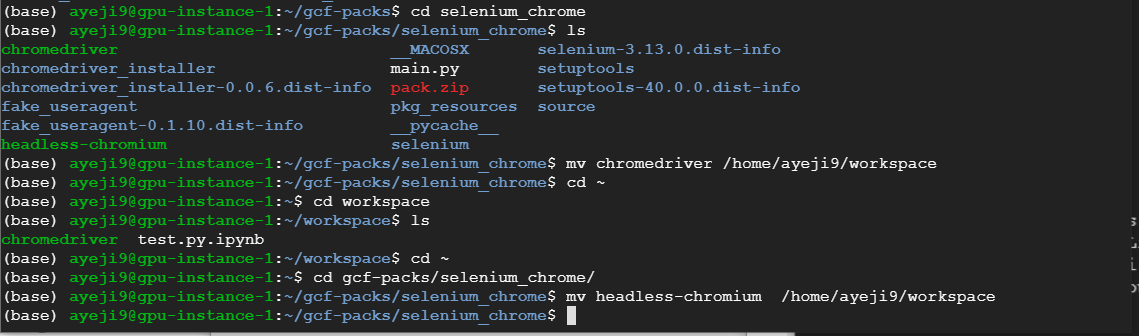 (base) ayeji9@gpu-instance-1:~/gcf-packs$ cd selenium_chrome
(base) ayeji9@gpu-instance-1:~/gcf-packs/selenium_chrome$ ls
chromedriver __MACOSX selenium-3.13.0.dist-info
chromedriver_installer main.py setuptools
chromedriver_installer-0.0.6.dist-info pack.zip setuptools-40.0.0.dist-info
fake_useragent pkg_resources source
fake_useragent-0.1.10.dist-info __pycache__
headless-chromium selenium
(base) ayeji9@gpu-instance-1:~/gcf-packs/selenium_chrome$ mv chromedriver /home/ayeji9/workspace
(base) ayeji9@gpu-instance-1:~/gcf-packs/selenium_chrome$ cd ~
(base) ayeji9@gpu-instance-1:~$ cd workspace
(base) ayeji9@gpu-instance-1:~/workspace$ ls
chromedriver test.py.ipynb
(base) ayeji9@gpu-instance-1:~/workspace$ cd ~
(base) ayeji9@gpu-instance-1:~$ cd gcf-packs/selenium_chrome/
(base) ayeji9@gpu-instance-1:~/gcf-packs/selenium_chrome$ mv headless-chromium /home/ayeji9/workspace
(base) ayeji9@gpu-instance-1:~/gcf-packs/selenium_chrome$